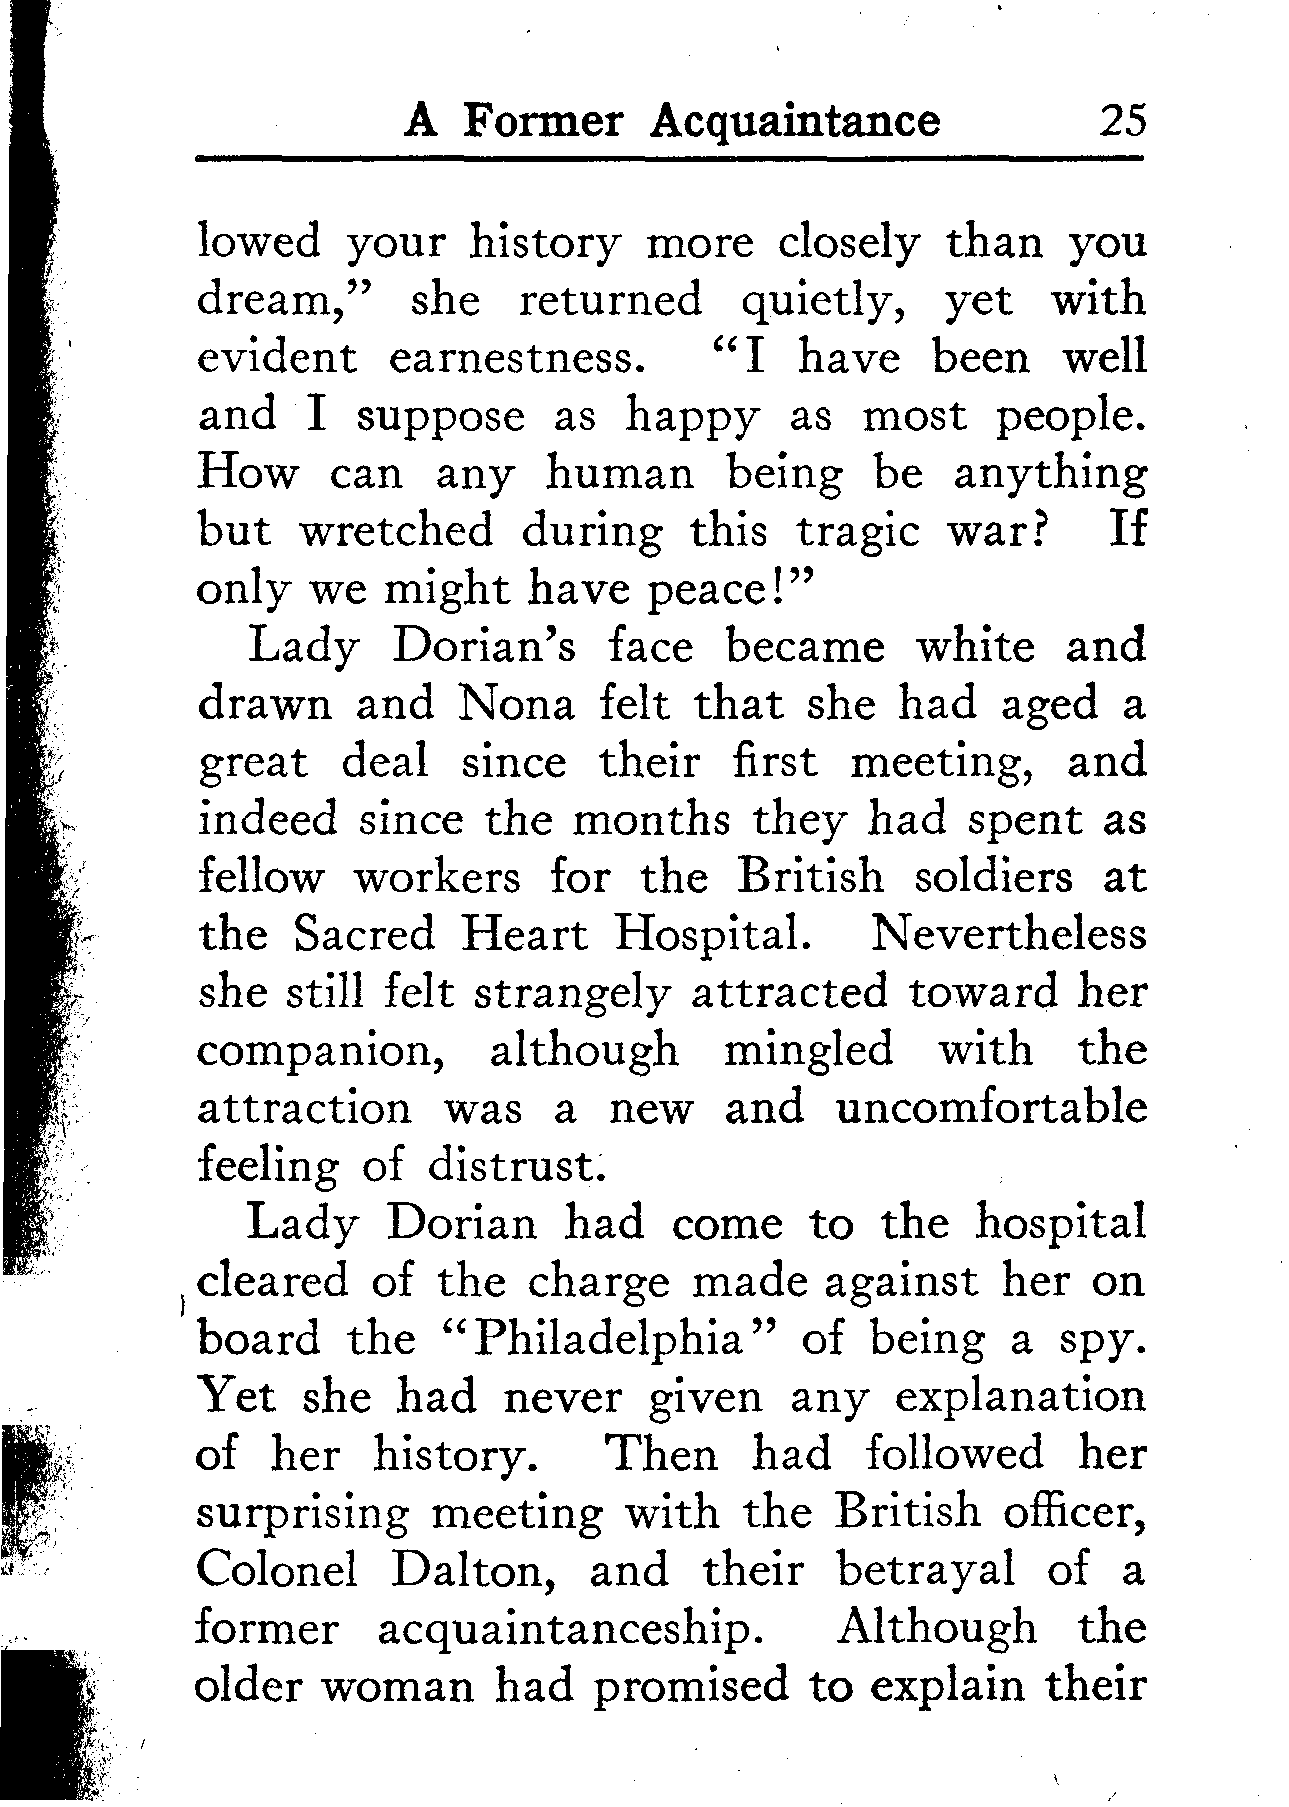 A Former Acquaintance 25
lowed your history more closely than you
dream,” she returned quietly, yet with
evident earnestness. “I have been well
and I suppose as happy as most people.
How can any human being be anything
but wretched during this tragic war? If
only we might have peace!”
Lady Dorian’s face became white and
drawn and Nona felt that she had aged a
great deal since their first meeting, and
indeed since the months they had spent as
fellow workers for the British soldiers at
the Sacred Heart Hospital. Nevertheless
she still felt strangely attracted toward her
companion, although mingled with the
attraction was a new and uncomfortable
feeling of distrust.
Lady Dorian had come to the hospital
cleared of the charge made against her on
board the “Philadelphia” of being a spy.
Yet she had never given any explanation
of her history. Then had followed her
surprising meeting with the British officer,
Colonel Dalton, and their betrayal of a
former acquaintanceship. Although the
older woman had promised to explain their